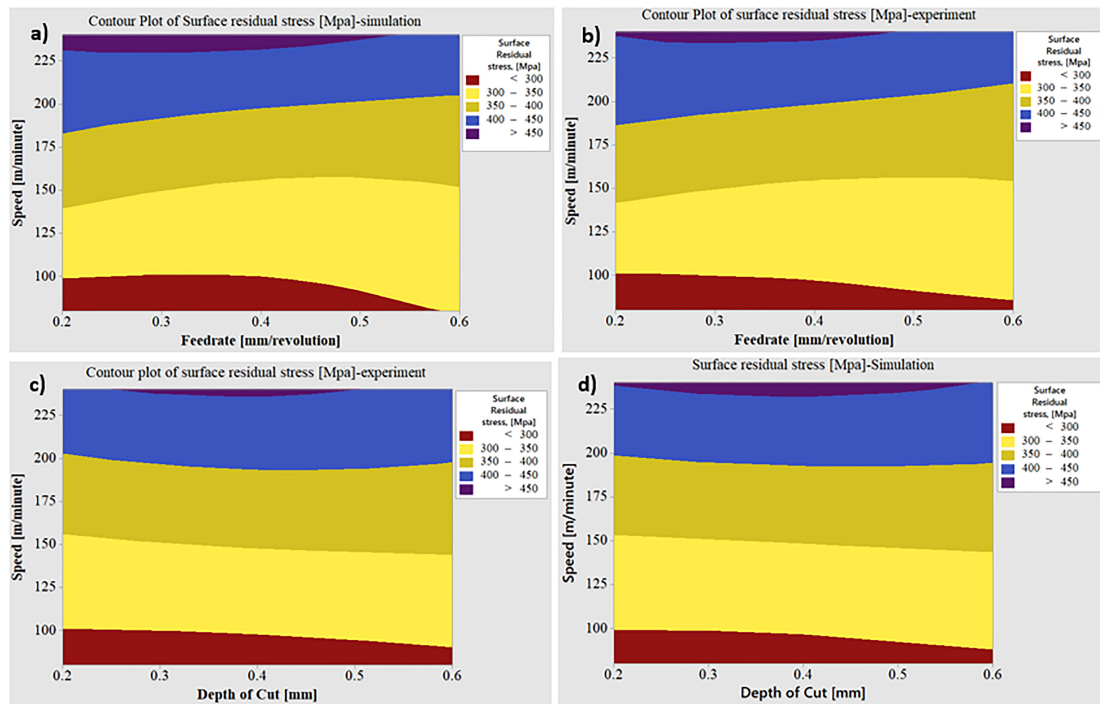 a)
Contour Plot of Surface residual stress [Mpa]-simulation
Surface
Residual
stress, [Mpa]
< 300
300 – 350
350 – 400
400 – 450
> 450
Speed [m/minute]
225
200
175
150
125
100
0.2 0.3 0.4 0.5 0.6
Feedrate [mm/revolution]
b)
Contour Plot of surface residual stress [Mpa]-experiment
Surface
Residual
stress, [Mpa]
< 300
300 – 350
350 – 400
400 – 450
> 450
Speed [m/minute]
225
200
175
150
125
100
0.2 0.3 0.4 0.5 0.6
Feedrate [mm/revolution]
c)
Contour plot of surface residual stress [Mpa]-experiment
Surface
Residual
stress, [Mpa]
< 300
300 – 350
350 – 400
400 – 450
> 450
Speed [m/minute]
225
200
175
150
125
100
0.2 0.3 0.4 0.5 0.6
Depth of Cut [mm]
d)
Surface residual stress [Mpa]-Simulation
Surface
Residual
stress, [Mpa]
< 300
300 – 350
350 – 400
400 – 450
> 450
Speed [m/minute]
225
200
175
150
125
100
0.2 0.3 0.4 0.5 0.6
Depth of Cut [mm]